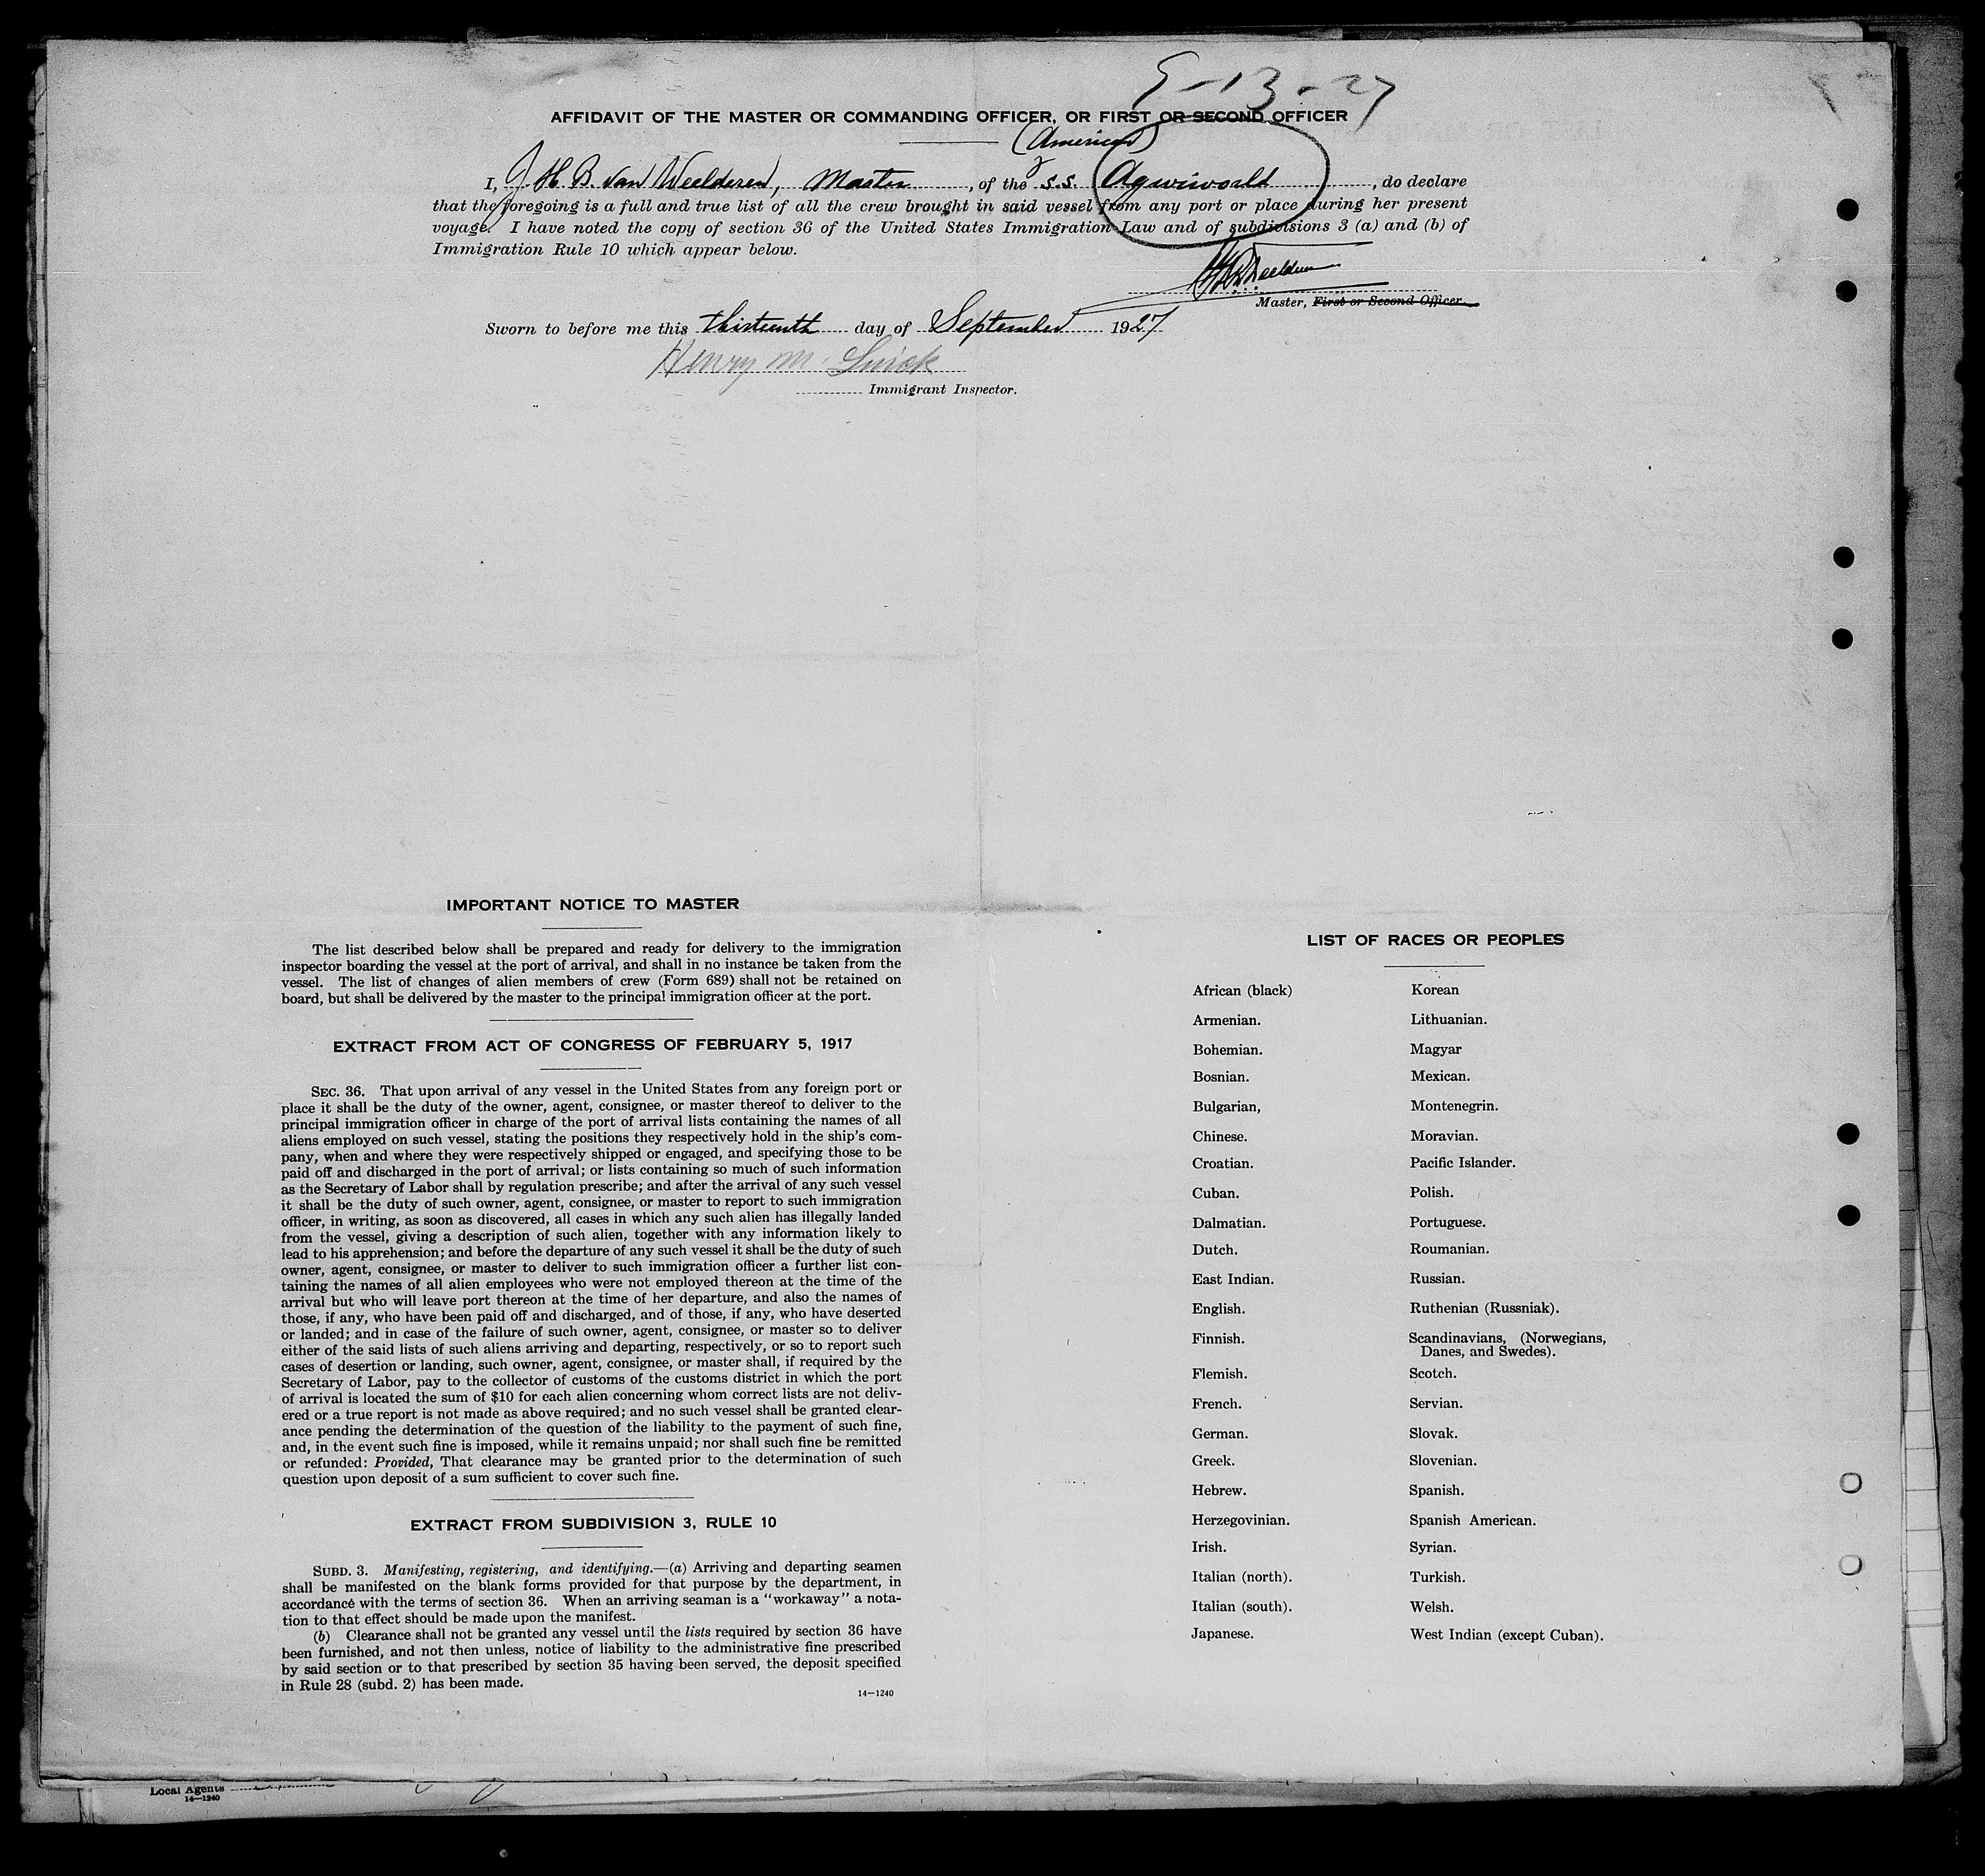 9-13-27
AFFIDAVIT OF THE MASTER OR COMMANDING OFFICER, OR FIRST OR SECOND OFFICER
(American)
I, J. H. B. van Weelderen, Master, of the S.S. Agwiworld, do declare
that the foregoing is a full and true list of all the crew brought in said vessel from any port or place during her present
voyage. I have noted the copy of section 36 of the United States Immigration Law and of subdivisions 3 (a) and (b) of
Immigration Rule 10 which appear below.
Master, First or Second Officer.
Sworn to before me this thirteenth day of September 1927
Henry M
Immigrant Inspector.
IMPORTANT NOTICE TO MASTER
The list described below shall be prepared and ready for delivery to the immigration
inspector boarding the vessel at the port of arrival, and shall in no instance be taken from the
vessel. The list of changes of alien members of crew (Form 689) shall not be retained on
board, but shall be delivered by the master to the principal immigration officer at the port.
EXTRACT FROM ACT OF CONGRESS OF FEBRUARY 5, 1917
SEC. 36. That upon arrival of any vessel in the United States from any foreign port or
place it shall be the duty of the owner, agent, consignee, or master thereof to deliver to the
principal immigration officer in charge of the port of arrival lists containing the names of all
aliens employed on such vessel, stating the positions they respectively hold in the ship's com-
pany, when and where they were respectively shipped or engaged, and specifying those to be
paid off and discharged in the port of arrival; or lists containing so much of such information
as the Secretary of Labor shall by regulation prescribe; and after the arrival of any such vessel
it shall be the duty of such owner, agent, consignee, or master to report to such immigration
officer, in writing, as soon as discovered, all cases in which any such alien has illegally landed
from the vessel, giving a description of such alien, together with any information likely to
lead to his apprehension; and before the departure of any such vessel it shall be the duty of such
owner, agent, consignee, or master to deliver to such immigration officer a further list con-
taining the names of all alien employees who were not employed thereon at the time of the
arrival but who will leave port thereon at the time of her departure, and also the names of
those, if any, who have been paid off and discharged, and of those, if any, who have deserted
or landed; and in case of the failure of such owner, agent, consignee, or master so to deliver
either of the said lists of such aliens arriving and departing, respectively, or so to report such
cases of desertion or landing, such owner, agent, consignee, or master shall, if required by the
Secretary of Labor, pay to the collector of customs of the customs district in which the port
of arrival is located the sum of $10 for each alien concerning whom correct lists are not deliv-
ered or a true report is not made as above required; and no such vessel shall be granted clear-
ance pending the determination of the question of the liability to the payment of such fine,
and, in the event such fine is imposed, while it remains unpaid; nor shall such fine be remitted
or refunded: Provided, That clearance may be granted prior to the determination of such
question upon deposit of a sum sufficient to cover such fine.
EXTRACT FROM SUBDIVISION 3, RULE 10
SUBD. 3. Manifesting, registering, and identifying.—(a) Arriving and departing seamen
shall be manifested on the blank forms provided for that purpose by the department, in
accordance with the terms of section 36. When an arriving seaman is a "workaway" a nota-
tion to that effect should be made upon the manifest.
(b) Clearance shall not be granted any vessel until the lists required by section 36 have
been furnished, and not then unless, notice of liability to the administrative fine prescribed
by said section or to that prescribed by section 35 having been served, the deposit specified
in Rule 28 (subd. 2) has been made.
14—1240
LIST OF RACES OR PEOPLES
African (black) Korean
Armenian. Lithuanian.
Bohemian. Magyar
Bosnian. Mexican.
Bulgarian, Montenegrin.
Chinese. Moravian.
Croatian. Pacific Islander.
Cuban. Polish.
Dalmatian. Portuguese.
Dutch. Roumanian.
East Indian. Russian.
English. Ruthenian (Russniak).
Finnish. Scandinavians, (Norwegians,
Danes, and Swedes).
Flemish. Scotch.
French. Servian.
German. Slovak.
Greek. Slovenian.
Hebrew. Spanish.
Herzegovinian. Spanish American.
Irish. Syrian.
Italian (north). Turkish.
Italian (south). Welsh.
Japanese. West Indian (except Cuban).
Local Agents
14—1240